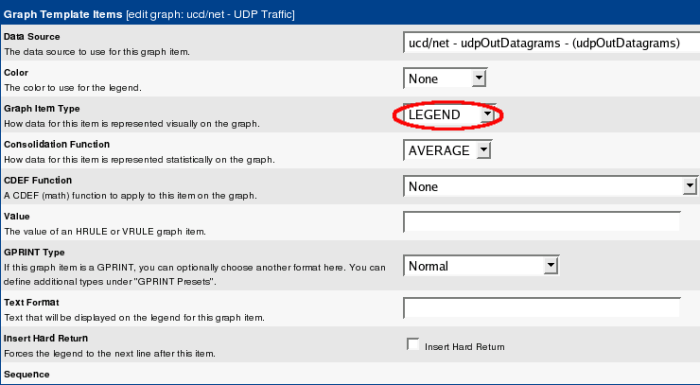 Graph Template Items [edit graph: ucd/net - UDP Traffic]
Data Source
The data source to use for this graph item.
ucd/net - udpOutDatagrams - (udpOutDatagrams)
Color
The color to use for the legend.
None
Graph Item Type
How data for this item is represented visually on the graph.
LEGEND
Consolidation Function
How data for this item is represented statistically on the graph.
AVERAGE
CDEF Function
A CDEF (math) function to apply to this item on the graph.
None
Value
The value of an HRULE or VRULE graph item.
GPRINT Type
If this graph item is a GPRINT, you can optionally choose another format here. You can
define additional types under "GPRINT Presets".
Normal
Text Format
Text that will be displayed on the legend for this graph item.
Insert Hard Return
Forces the legend to the next line after this item.
Insert Hard Return
Sequence